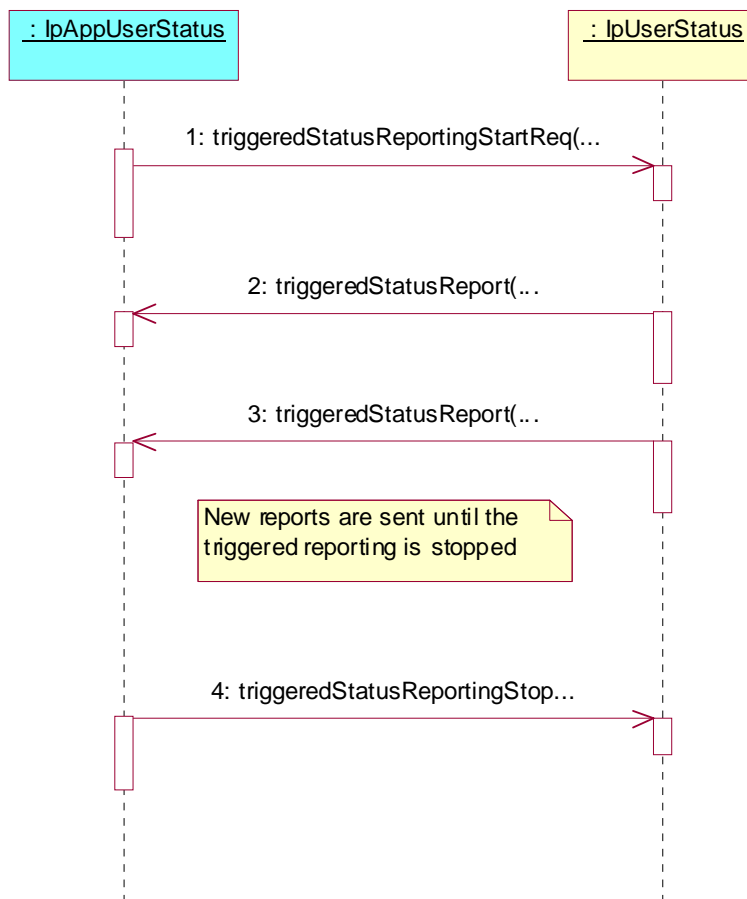 : IpAppUserStatus
: IpUserStatus
1: triggeredStatusReportingStartReq(...
2: triggeredStatusReport(...
3: triggeredStatusReport(...
New reports are sent until the
triggered reporting is stopped
4: triggeredStatusReportingStop...